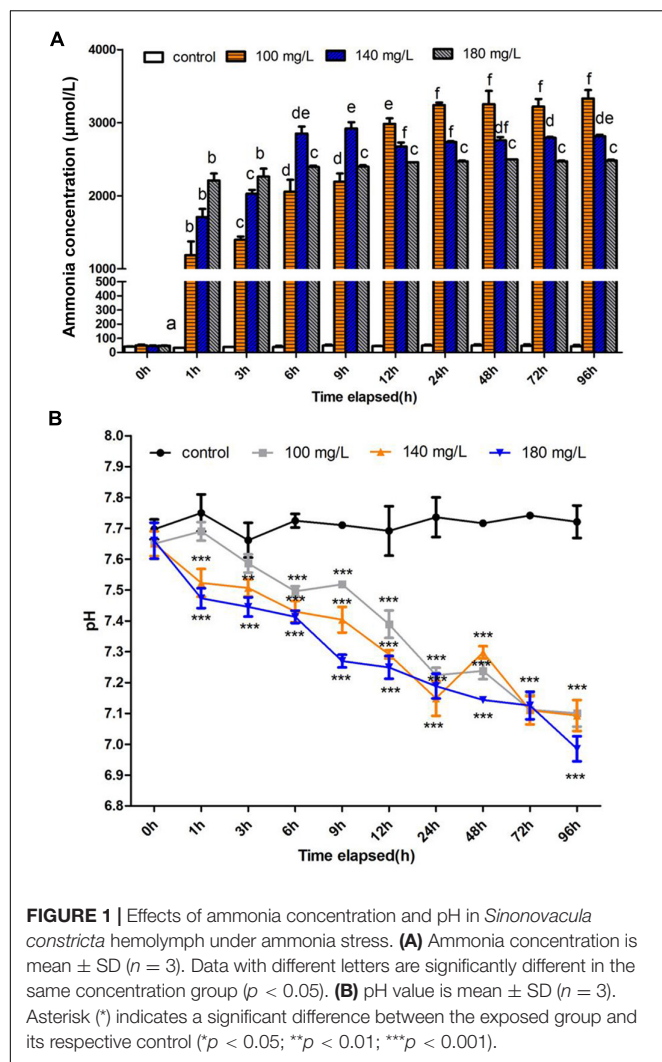 A
control 100 mg/L 140 mg/L 180 mg/L
Ammonia concentration (μmol/L)
4000
3000
2000
1000
500
400
300
200
100
0
a
b b b
b c c
d de c
d e c
e f c
f f c
f df c
f d c
f de c
0h 1h 3h 6h 9h 12h 24h 48h 72h 96h
Time elapsed(h)
B
control 100 mg/L 140 mg/L 180 mg/L
pH
8.0
7.9
7.8
7.7
7.6
7.5
7.4
7.3
7.2
7.1
7.0
6.9
6.8
*** *** ** *** *** *** *** *** *** ***
*** *** *** *** *** *** *** *** *** ***
*** *** ***
0h 1h 3h 6h 9h 12h 24h 48h 72h 96h
Time elapsed(h)
FIGURE 1 | Effects of ammonia concentration and pH in Sinonovacula
constricta hemolymph under ammonia stress. (A) Ammonia concentration is
mean ± SD (n = 3). Data with different letters are significantly different in the
same concentration group (p < 0.05). (B) pH value is mean ± SD (n = 3).
Asterisk (*) indicates a significant difference between the exposed group and
its respective control (*p < 0.05; **p < 0.01; ***p < 0.001).